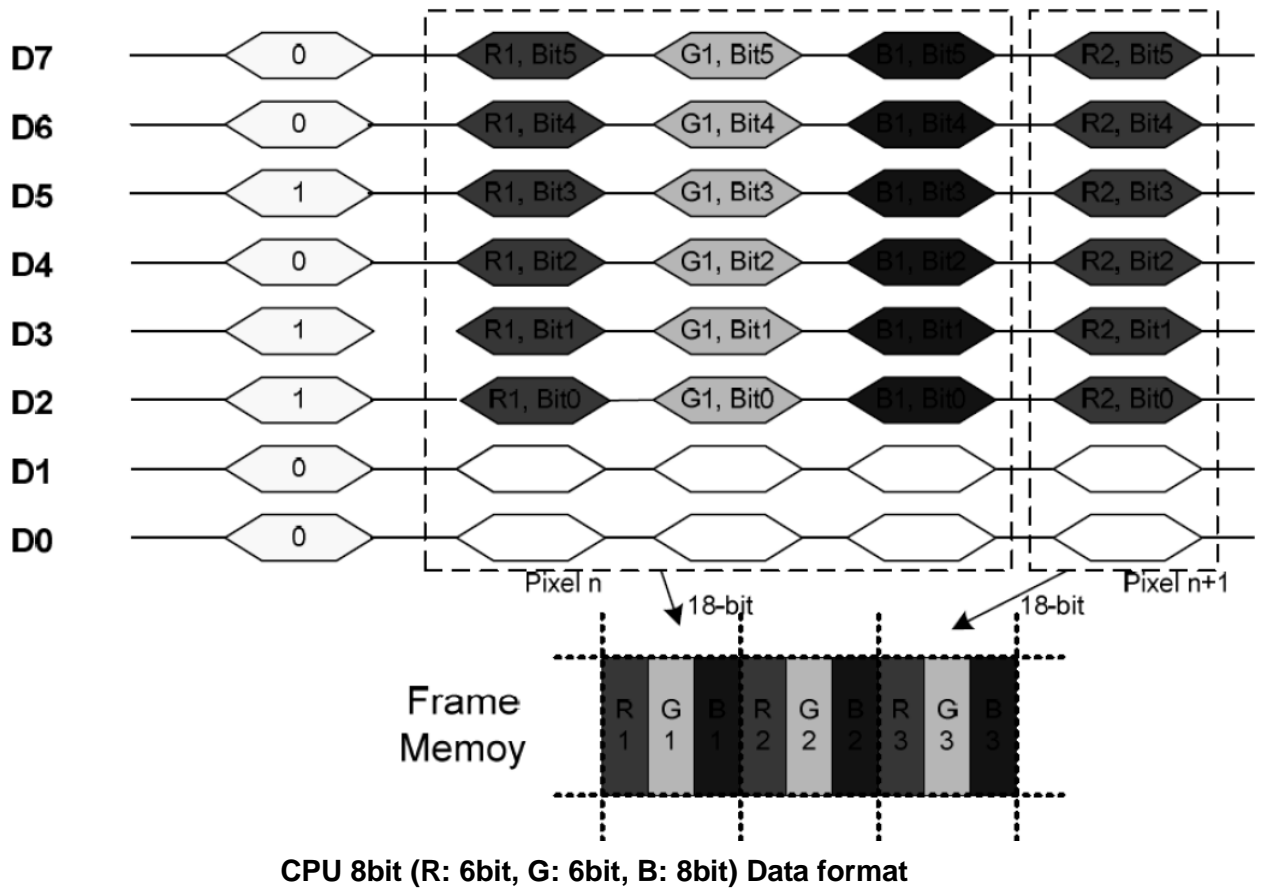 D7 0 R1, Bit5 G1, Bit5 B1, Bit5 R2, Bit5
D6 0 R1, Bit4 G1, Bit4 B1, Bit4 R2, Bit4
D5 1 R1, Bit3 G1, Bit3 B1, Bit3 R2, Bit3
D4 0 R1, Bit2 G1, Bit2 B1, Bit2 R2, Bit2
D3 1 R1, Bit1 G1, Bit1 B1, Bit1 R2, Bit1
D2 1 R1, Bit0 G1, Bit0 B1, Bit0 R2, Bit0
D1 0
D0 0
Pixel n Pixel n+1
18-bit 18-bit
Frame
Memoy
R G B R G B R G B
1 1 1 2 2 2 3 3 3
CPU 8bit (R: 6bit, G: 6bit, B: 8bit) Data format